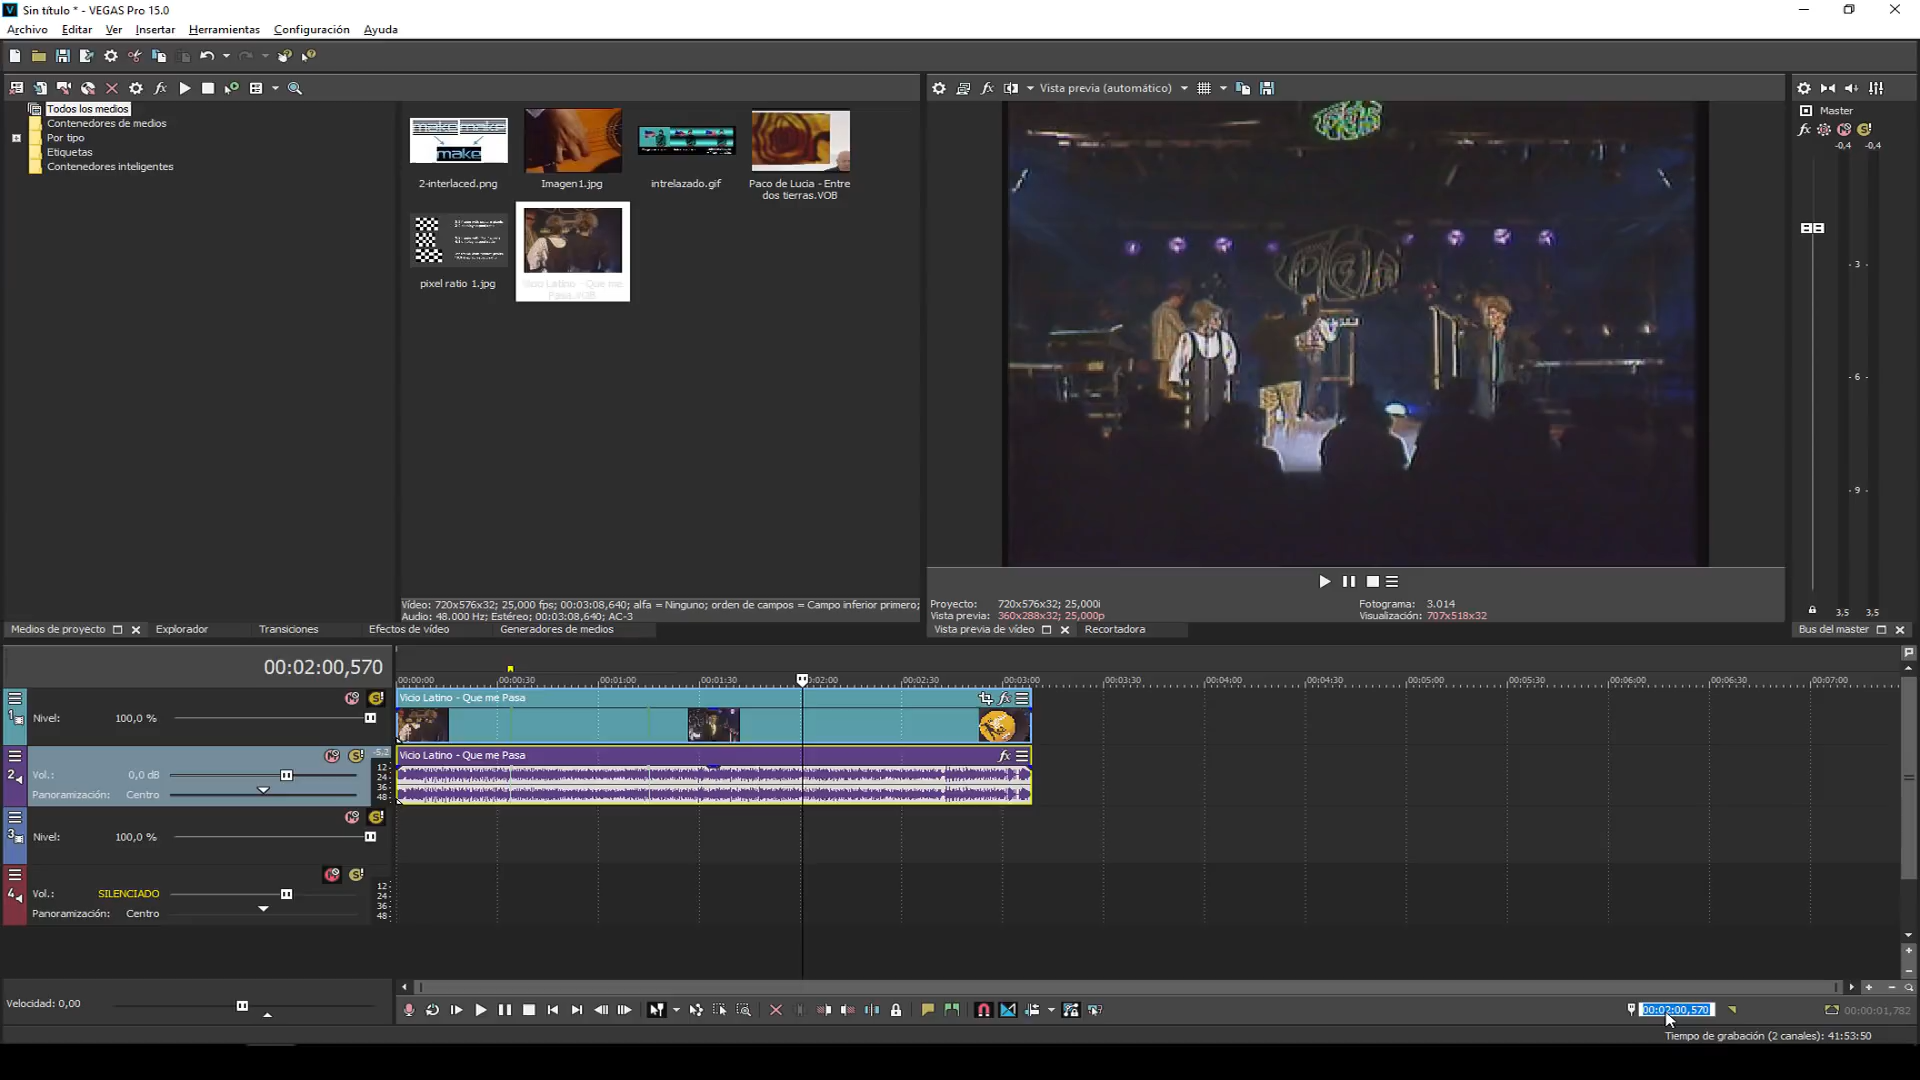 Sin título * - VEGAS Pro 15.0
Archivo Editar Ver Insertar Herramientas Configuración Ayuda
Vista previa (automático)
Todos los medios
Contenedores de medios
Por tipo
Etiquetas
Contenedores inteligentes
make make
make
2-interlaced.png
Imagen1.jpg
intrelazado.gif
Paco de Lucia - Entre
dos tierras.VOB
pixel ratio 1.jpg
Vicio Latino - Que me
Pasa.VOB
Master
-0,4 -0,4
- 3 -
- 6 -
- 9 -
3,5 3,5
Vídeo: 720x576x32; 25,000 fps; 00:03:08,640; alfa = Ninguno; orden de campos = Campo inferior primero;
Audio: 48.000 Hz; Estéreo; 00:03:08,640; AC-3
Proyecto: 720x576x32; 25,000i
Vista previa: 360x288x32; 25,000p
Fotograma: 3.014
Visualización: 707x518x32
Medios de proyecto Explorador Transiciones Efectos de vídeo Generadores de medios
Vista previa de vídeo Recortadora
Bus del master
00:02:00,570
00:00:00 00:00:30 00:01:00 00:01:30 00:02:00 00:02:30 00:03:00 00:03:30 00:04:00 00:04:30 00:05:00 00:05:30 00:06:00 00:06:30 00:07:00
1
Nivel: 100,0 %
Vicio Latino - Que me Pasa
2
Vol.: 0,0 dB
Panoramización: Centro
-5,2
12
24
36
48
Vicio Latino - Que me Pasa
3
Nivel: 100,0 %
4
Vol.: SILENCIADO
Panoramización: Centro
12
24
36
48
Velocidad: 0,00
00:02:00,570
00:00:01,782
Tiempo de grabación (2 canales): 41:53:50